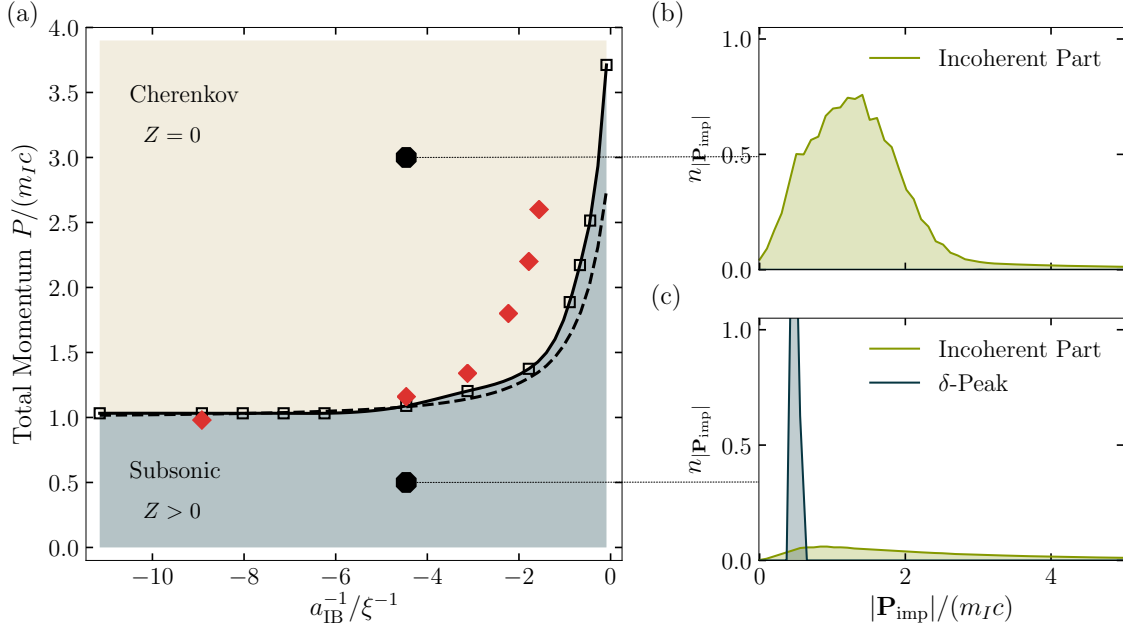 (a)
Total Momentum P/(m_I c)
4.0
3.5
3.0
2.5
2.0
1.5
1.0
0.5
0.0
Cherenkov
Z = 0
Subsonic
Z > 0
−10
−8
−6
−4
−2
0
a_IB^{-1}/ξ^{-1}
(b)
n_{|P_imp|}
1.0
0.5
0.0
Incoherent Part
(c)
n_{|P_imp|}
1.0
0.5
0.0
Incoherent Part
δ-Peak
0
2
4
|P_imp|/(m_I c)